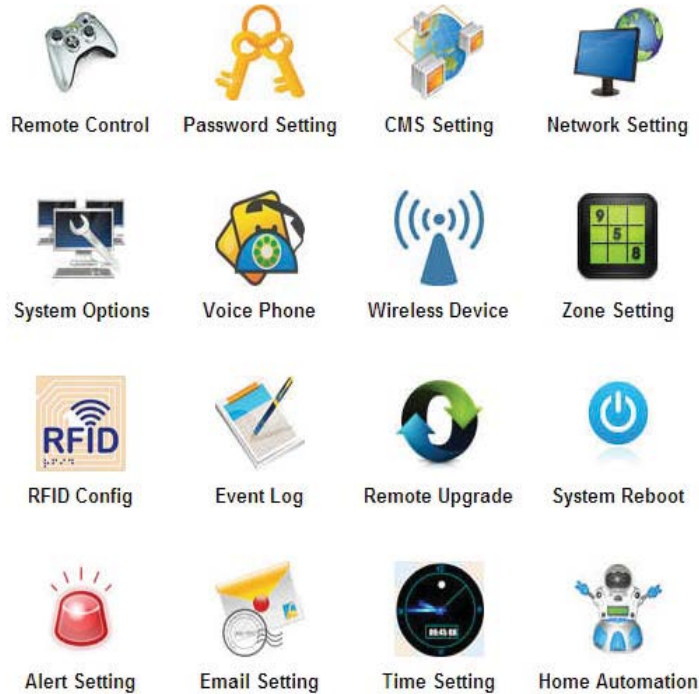 Remote Control
Password Setting
CMS Setting
Network Setting
9
5
8
System Options
Voice Phone
Wireless Device
Zone Setting
RFID
RFID Config
Event Log
Remote Upgrade
System Reboot
Alert Setting
Email Setting
Time Setting
Home Automation